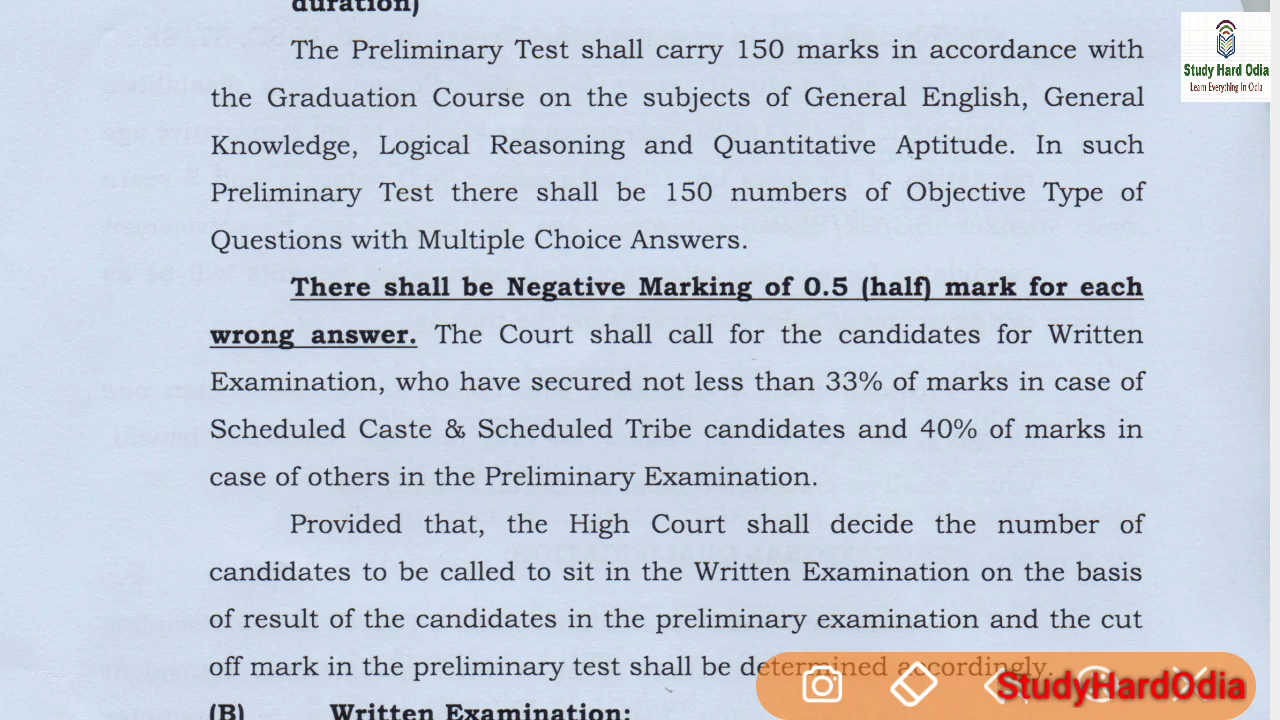 duration)
The Preliminary Test shall carry 150 marks in accordance with
the Graduation Course on the subjects of General English, General
Knowledge, Logical Reasoning and Quantitative Aptitude. In such
Preliminary Test there shall be 150 numbers of Objective Type of
Questions with Multiple Choice Answers.
There shall be Negative Marking of 0.5 (half) mark for each
wrong answer. The Court shall call for the candidates for Written
Examination, who have secured not less than 33% of marks in case of
Scheduled Caste & Scheduled Tribe candidates and 40% of marks in
case of others in the Preliminary Examination.
Provided that, the High Court shall decide the number of
candidates to be called to sit in the Written Examination on the basis
of result of the candidates in the preliminary examination and the cut
off mark in the preliminary test shall be determined accordingly.
(B) Written Examination:
Study Hard Odia
Learn Everything In Odia
StudyHardOdia